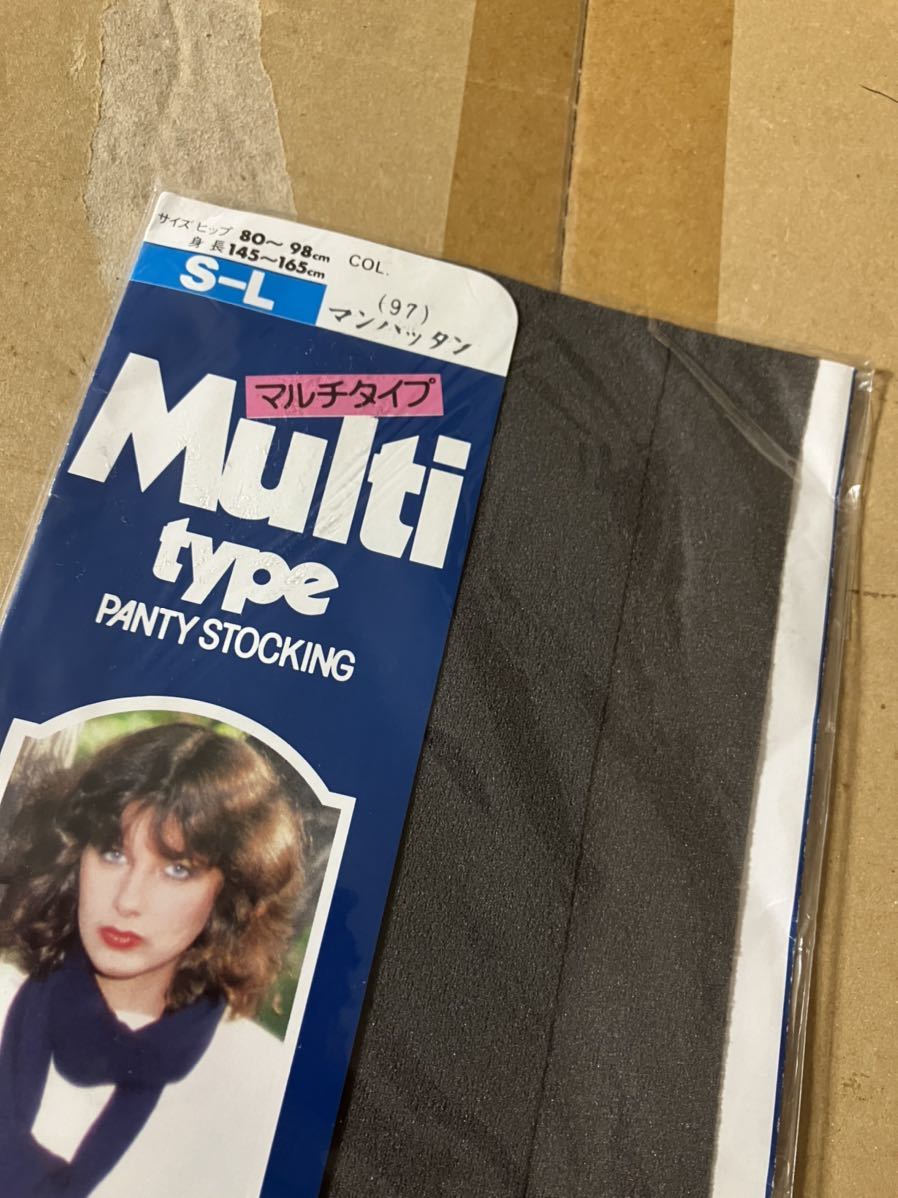 サイズ ヒップ 80〜98cm
身長 145〜165cm
COL.
S-L
(97)
マンハッタン
マルチタイプ
Multi
type
PANTY STOCKING